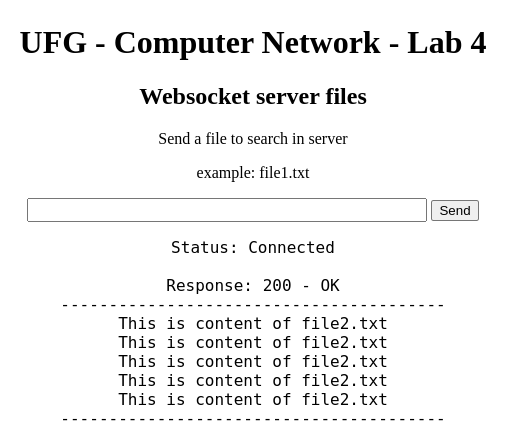 UFG - Computer Network - Lab 4
Websocket server files
Send a file to search in server
example: file1.txt
Send
Status: Connected
Response: 200 - OK
----------------------------------------
This is content of file2.txt
This is content of file2.txt
This is content of file2.txt
This is content of file2.txt
This is content of file2.txt
----------------------------------------